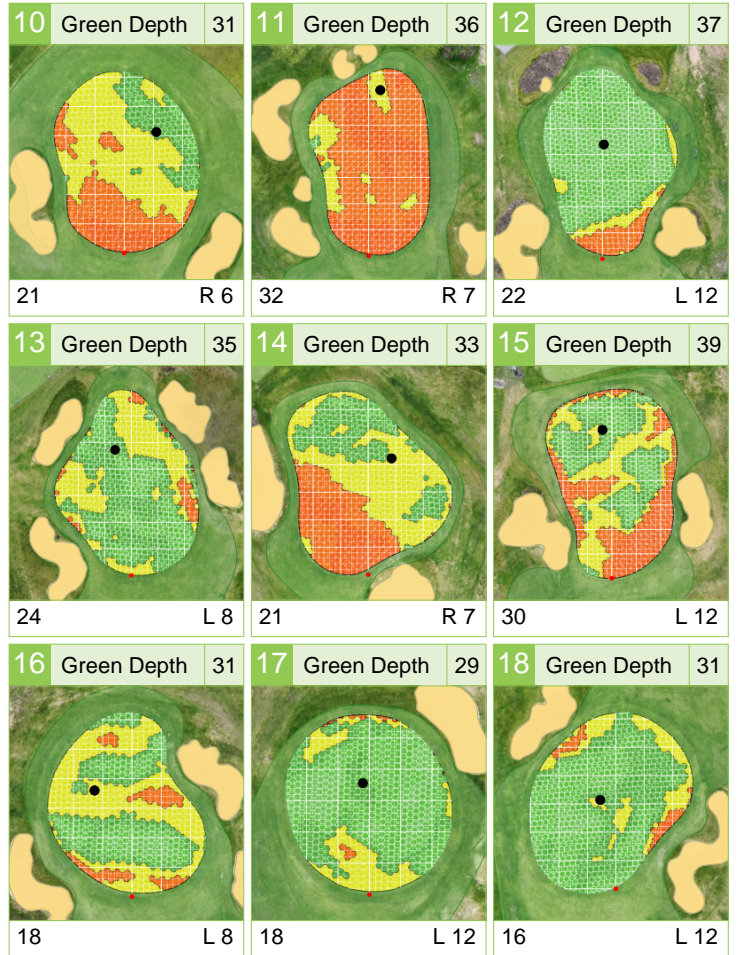 10 Green Depth 31
11 Green Depth 36
12 Green Depth 37
21 R 6
32 R 7
22 L 12
13 Green Depth 35
14 Green Depth 33
15 Green Depth 39
24 L 8
21 R 7
30 L 12
16 Green Depth 31
17 Green Depth 29
18 Green Depth 31
18 L 8
18 L 12
16 L 12